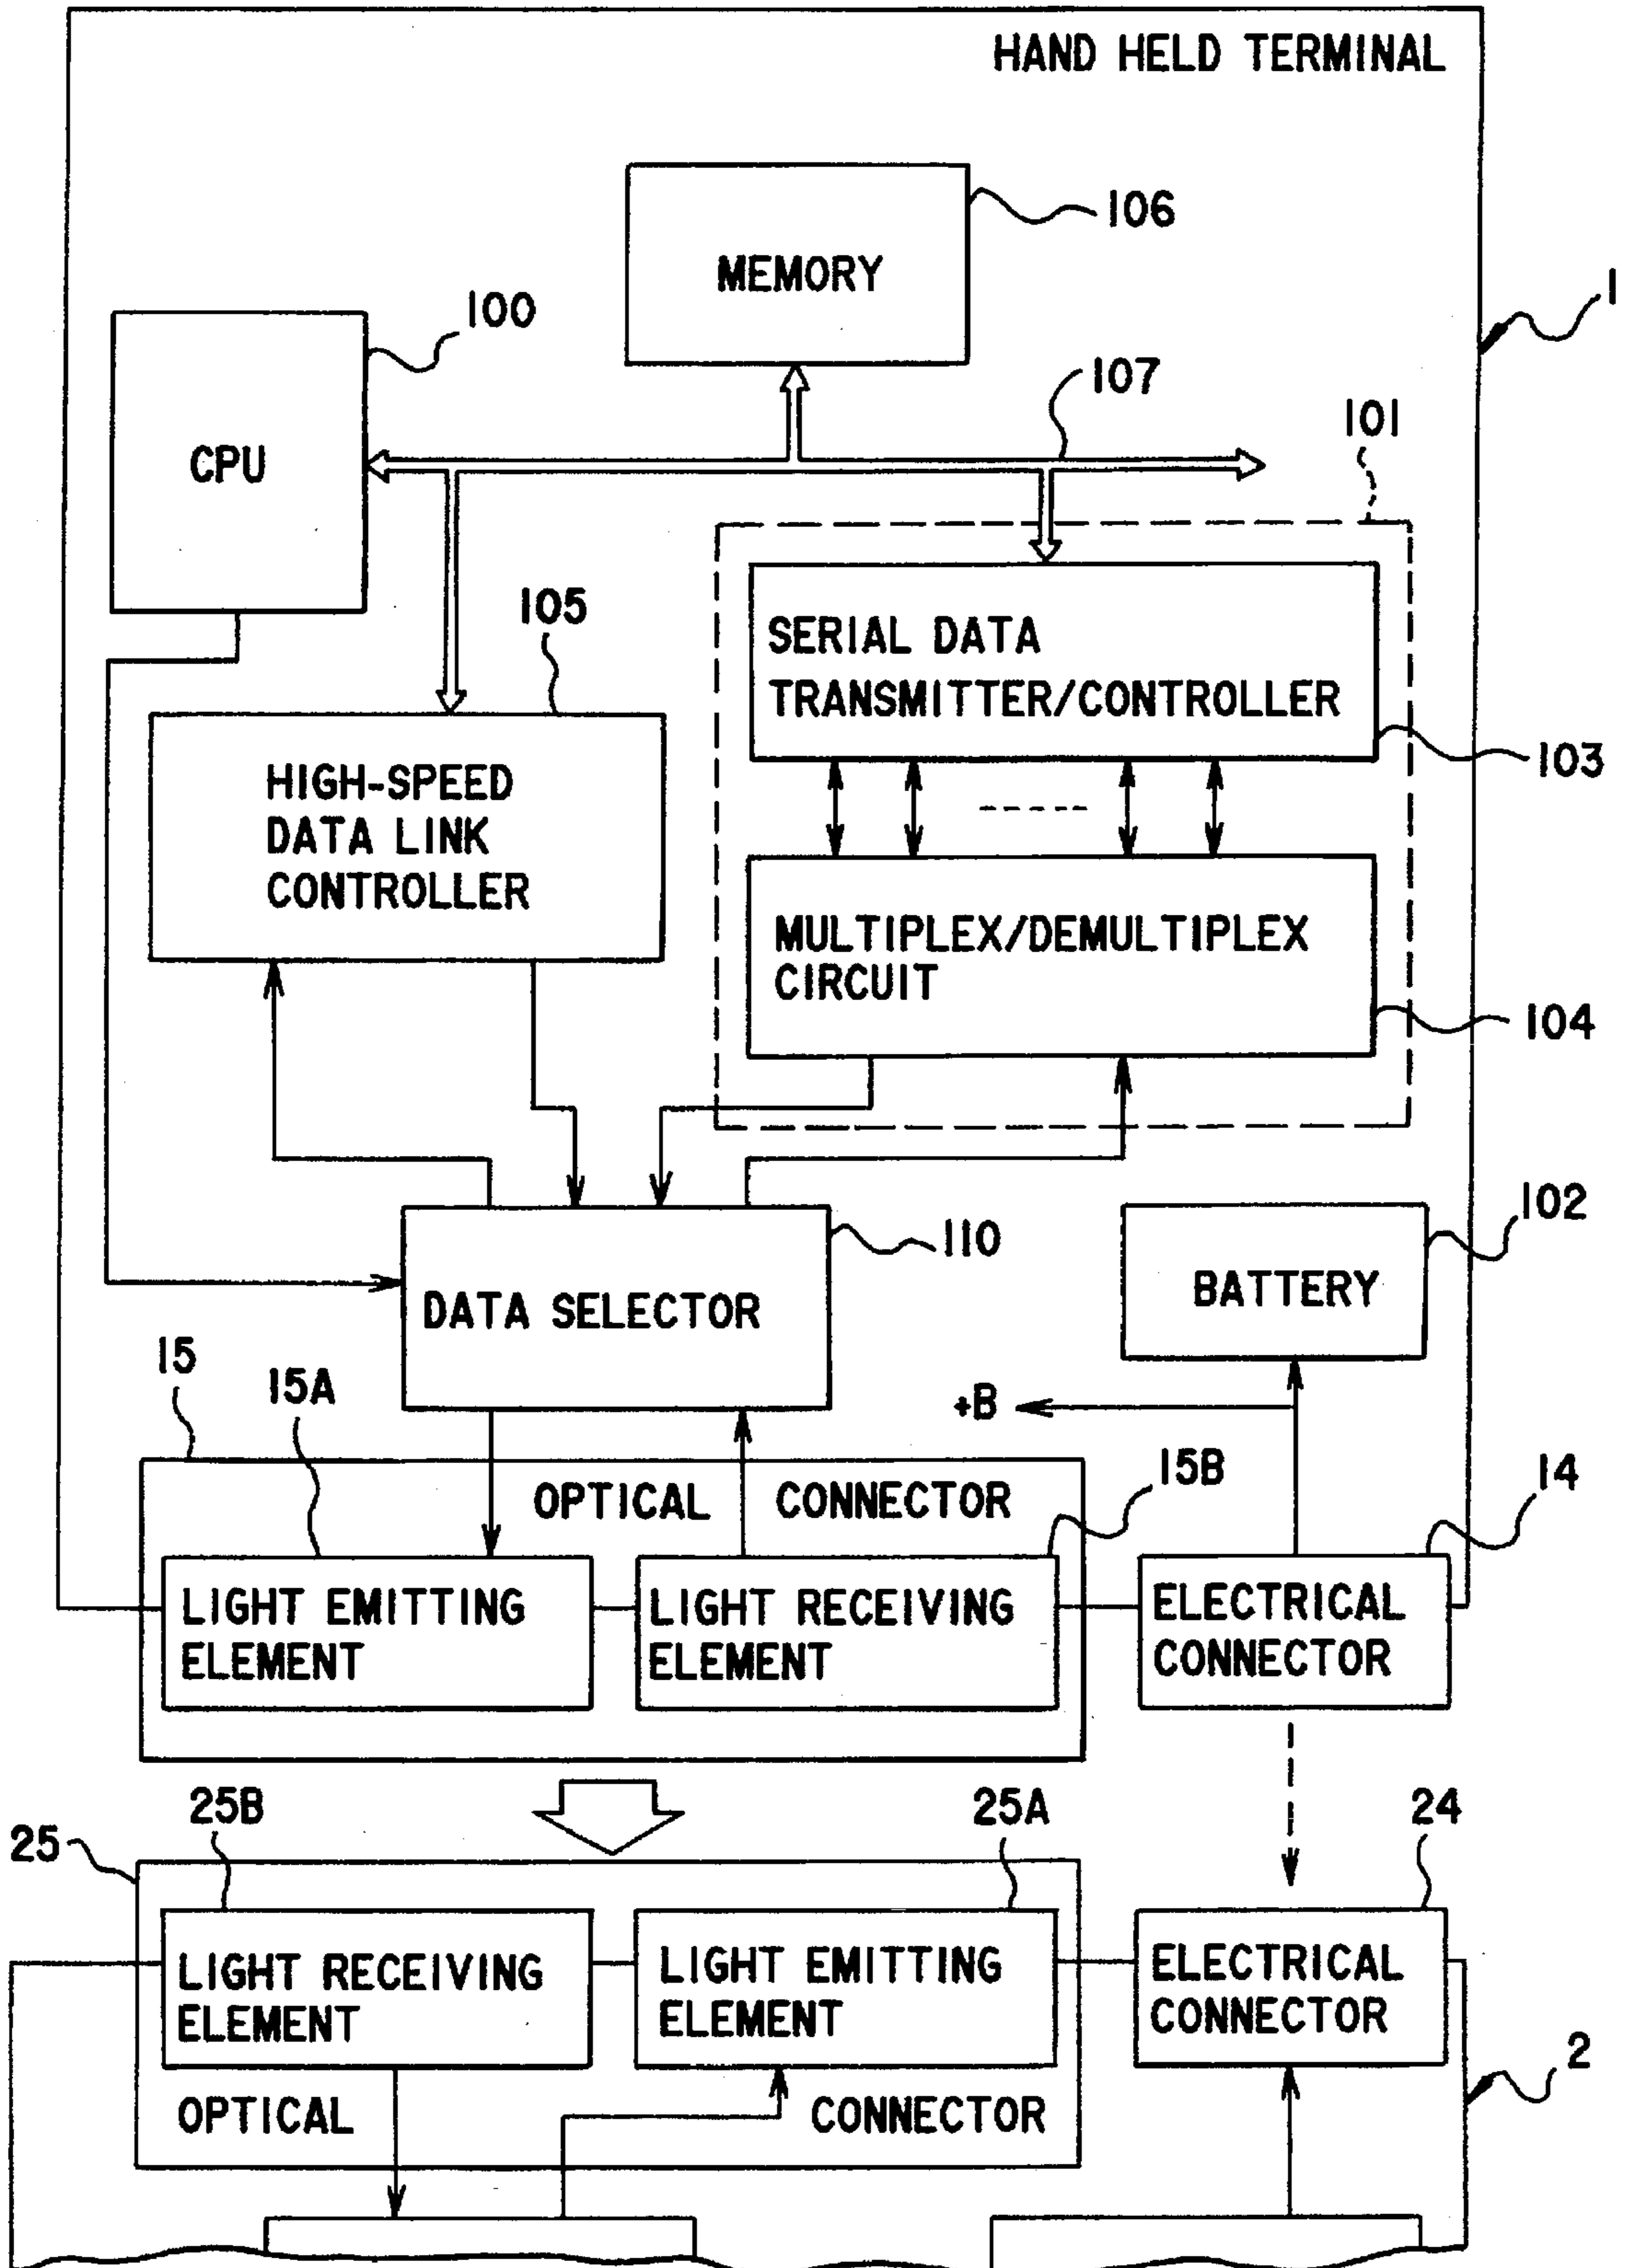 HAND HELD TERMINAL
106
MEMORY
1
100
107
CPU
101
105
SERIAL DATA
TRANSMITTER/CONTROLLER
103
HIGH-SPEED
DATA LINK
CONTROLLER
MULTIPLEX/DEMULTIPLEX
CIRCUIT
104
102
110
BATTERY
DATA SELECTOR
15
15A
+B
15B
14
OPTICAL CONNECTOR
LIGHT EMITTING
ELEMENT
LIGHT RECEIVING
ELEMENT
ELECTRICAL
CONNECTOR
25B
25A
24
25
LIGHT RECEIVING
ELEMENT
LIGHT EMITTING
ELEMENT
ELECTRICAL
CONNECTOR
2
OPTICAL CONNECTOR